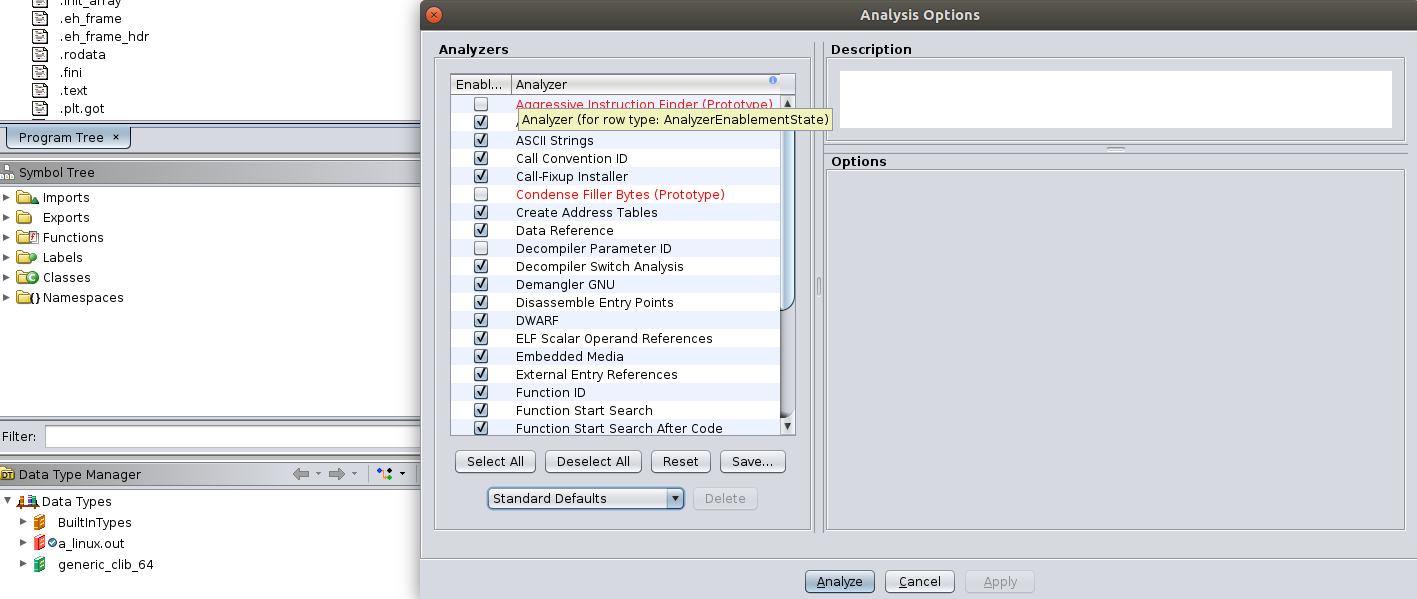 .init_array
.eh_frame
.eh_frame_hdr
.rodata
.fini
.text
.plt.got
Program Tree ×
Symbol Tree
Imports
Exports
Functions
Labels
Classes
Namespaces
Filter:
Data Type Manager
Data Types
BuiltInTypes
a_linux.out
generic_clib_64
Analysis Options
Analyzers
Enabl... Analyzer
Aggressive Instruction Finder (Prototype)
Analyzer (for row type: AnalyzerEnablementState)
ASCII Strings
Call Convention ID
Call-Fixup Installer
Condense Filler Bytes (Prototype)
Create Address Tables
Data Reference
Decompiler Parameter ID
Decompiler Switch Analysis
Demangler GNU
Disassemble Entry Points
DWARF
ELF Scalar Operand References
Embedded Media
External Entry References
Function ID
Function Start Search
Function Start Search After Code
Select All Deselect All Reset Save...
Standard Defaults Delete
Description
Options
Analyze Cancel Apply